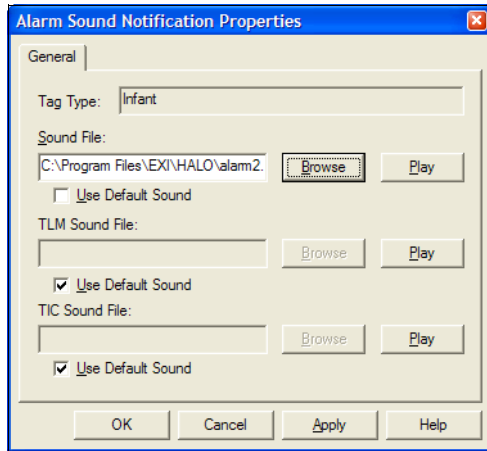 Alarm Sound Notification Properties
General
Tag Type: Infant
Sound File:
C:\Program Files\EXI\HALO\alarm2. Browse Play
Use Default Sound
TLM Sound File:
Browse Play
Use Default Sound
TIC Sound File:
Browse Play
Use Default Sound
OK Cancel Apply Help